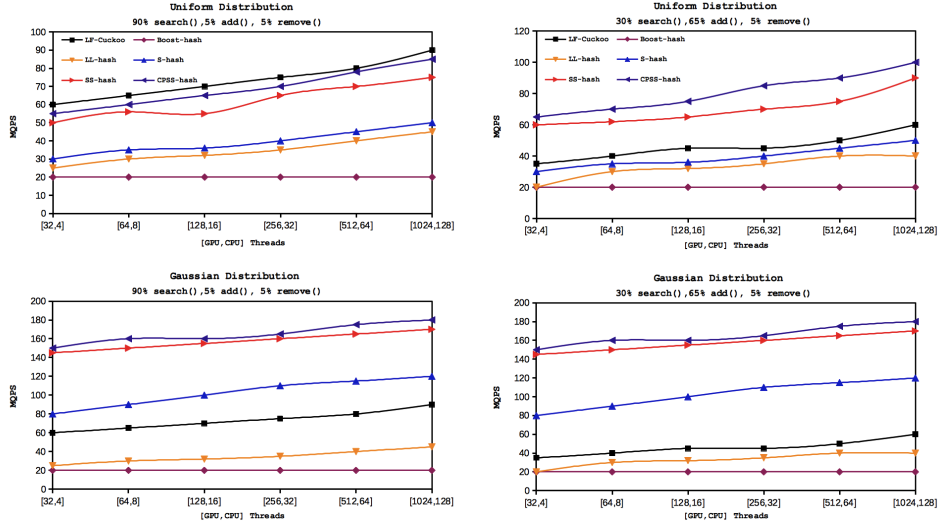 Uniform Distribution
90% search(),5% add(), 5% remove()
LF-Cuckoo
Boost-hash
LL-hash
S-hash
SS-hash
CPSS-hash
100
90
80
70
60
50
40
30
20
10
0
MQPS
[32,4]
[64,8]
[128,16]
[256,32]
[512,64]
[1024,128]
[GPU,CPU] Threads
Uniform Distribution
30% search(),65% add(), 5% remove()
LF-Cuckoo
Boost-hash
LL-hash
S-hash
SS-hash
CPSS-hash
120
100
80
60
40
20
0
MQPS
[32,4]
[64,8]
[128,16]
[256,32]
[512,64]
[1024,128]
[GPU,CPU] Threads
Gaussian Distribution
90% search(),5% add(), 5% remove()
200
180
160
140
120
100
80
60
40
20
0
MQPS
[32,4]
[64,8]
[128,16]
[256,32]
[512,64]
[1024,128]
[GPU,CPU] Threads
Gaussian Distribution
30% search(),65% add(), 5% remove()
200
180
160
140
120
100
80
60
40
20
0
MQPS
[32,4]
[64,8]
[128,16]
[256,32]
[512,64]
[1024,128]
[GPU,CPU] Threads